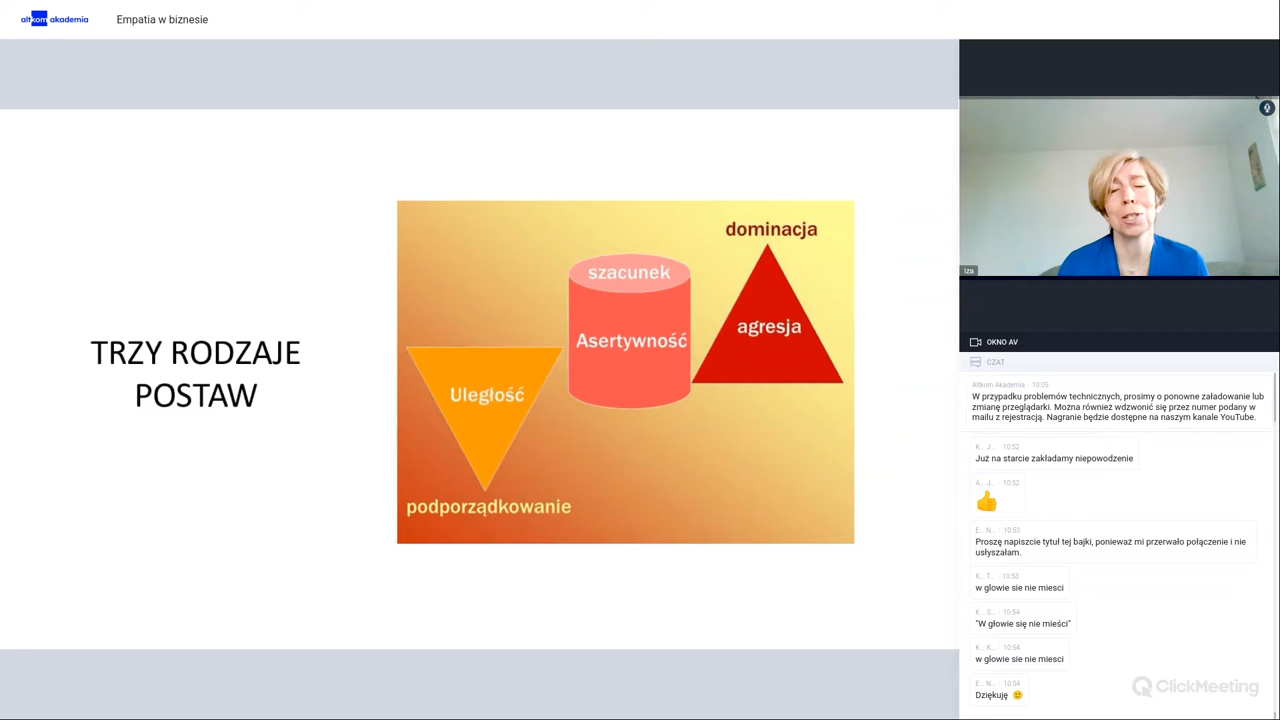 altkom akademia
Empatia w biznesie
TRZY RODZAJE
POSTAW
dominacja
szacunek
agresja
Asertywność
Uległość
podporządkowanie
Iza
OKNO AV
CZAT
Altkom Akademia · 10:05
W przypadku problemów technicznych, prosimy o ponowne załadowanie lub
zmianę przeglądarki. Można również wdzwonić się przez numer podany w
mailu z rejestracją. Nagranie będzie dostępne na naszym kanale YouTube.
K... J... · 10:52
Już na starcie zakładamy niepowodzenie
A... J... · 10:52
E... N... · 10:53
Proszę napiszcie tytuł tej bajki, ponieważ mi przerwało połączenie i nie
usłyszałam.
K... T... · 10:53
w glowie sie nie miesci
K... S... · 10:54
"W głowie się nie mieści"
K... K... · 10:54
w glowie sie nie miesci
E... N... · 10:54
Dziękuję 🙂
ClickMeeting